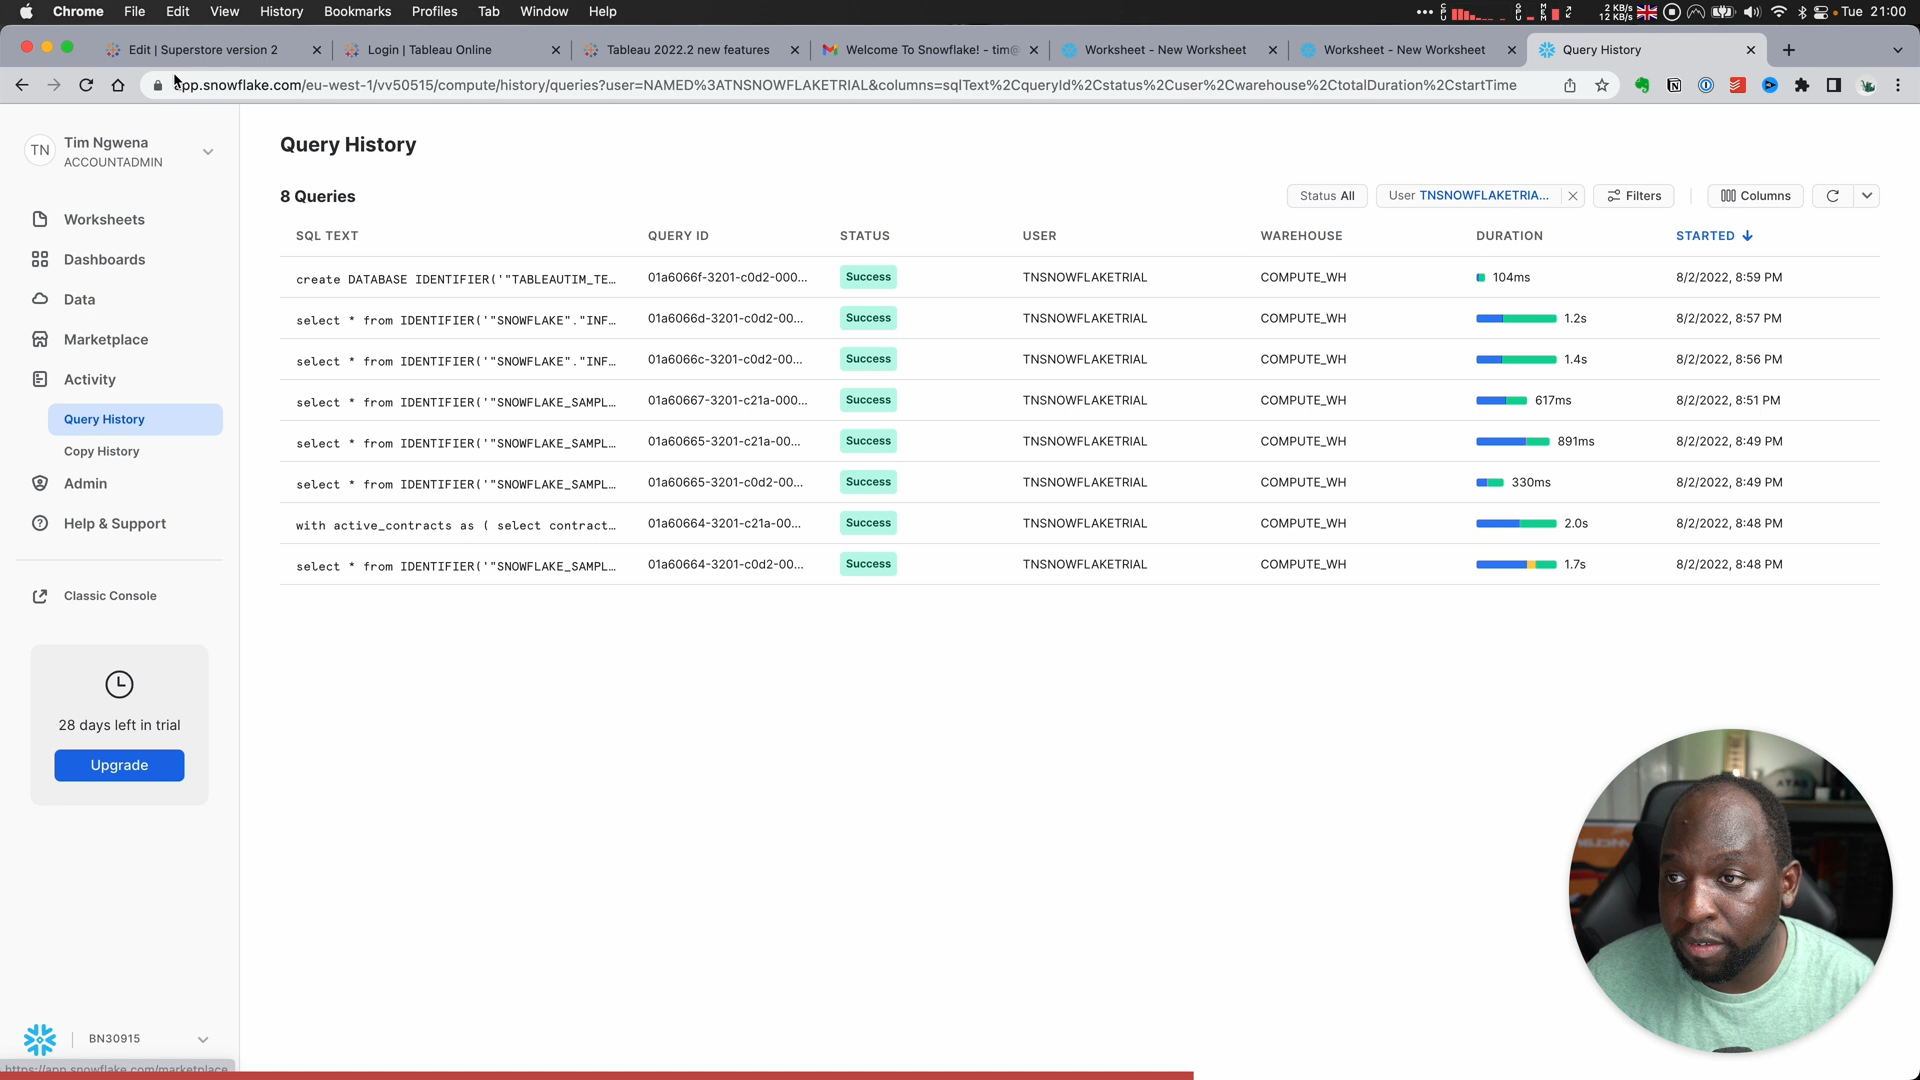 Chrome File Edit View History Bookmarks Profiles Tab Window Help
2 KB/s
12 KB/s
Tue 21:00
Edit | Superstore version 2
Login | Tableau Online
Tableau 2022.2 new features
Welcome To Snowflake! - tim@
Worksheet - New Worksheet
Worksheet - New Worksheet
Query History
app.snowflake.com/eu-west-1/vv50515/compute/history/queries?user=NAMED%3ATNSNOWFLAKETRIAL&columns=sqlText%2CqueryId%2Cstatus%2Cuser%2Cwarehouse%2CtotalDuration%2CstartTime
TN
Tim Ngwena
ACCOUNTADMIN
Worksheets
Dashboards
Data
Marketplace
Activity
Query History
Copy History
Admin
Help & Support
Classic Console
28 days left in trial
Upgrade
BN30915
https://app.snowflake.com/marketplace
Query History
8 Queries
Status All
User TNSNOWFLAKETRIA...
Filters
Columns
SQL TEXT QUERY ID STATUS USER WAREHOUSE DURATION STARTED
create DATABASE IDENTIFIER('"TABLEAUTIM_TE... 01a6066f-3201-c0d2-000... Success TNSNOWFLAKETRIAL COMPUTE_WH 104ms 8/2/2022, 8:59 PM
select * from IDENTIFIER('"SNOWFLAKE"."INF... 01a6066d-3201-c0d2-00... Success TNSNOWFLAKETRIAL COMPUTE_WH 1.2s 8/2/2022, 8:57 PM
select * from IDENTIFIER('"SNOWFLAKE"."INF... 01a6066c-3201-c0d2-00... Success TNSNOWFLAKETRIAL COMPUTE_WH 1.4s 8/2/2022, 8:56 PM
select * from IDENTIFIER('"SNOWFLAKE_SAMPL... 01a60667-3201-c21a-000... Success TNSNOWFLAKETRIAL COMPUTE_WH 617ms 8/2/2022, 8:51 PM
select * from IDENTIFIER('"SNOWFLAKE_SAMPL... 01a60665-3201-c21a-00... Success TNSNOWFLAKETRIAL COMPUTE_WH 891ms 8/2/2022, 8:49 PM
select * from IDENTIFIER('"SNOWFLAKE_SAMPL... 01a60665-3201-c0d2-00... Success TNSNOWFLAKETRIAL COMPUTE_WH 330ms 8/2/2022, 8:49 PM
with active_contracts as ( select contract... 01a60664-3201-c21a-00... Success TNSNOWFLAKETRIAL COMPUTE_WH 2.0s 8/2/2022, 8:48 PM
select * from IDENTIFIER('"SNOWFLAKE_SAMPL... 01a60664-3201-c0d2-00... Success TNSNOWFLAKETRIAL COMPUTE_WH 1.7s 8/2/2022, 8:48 PM